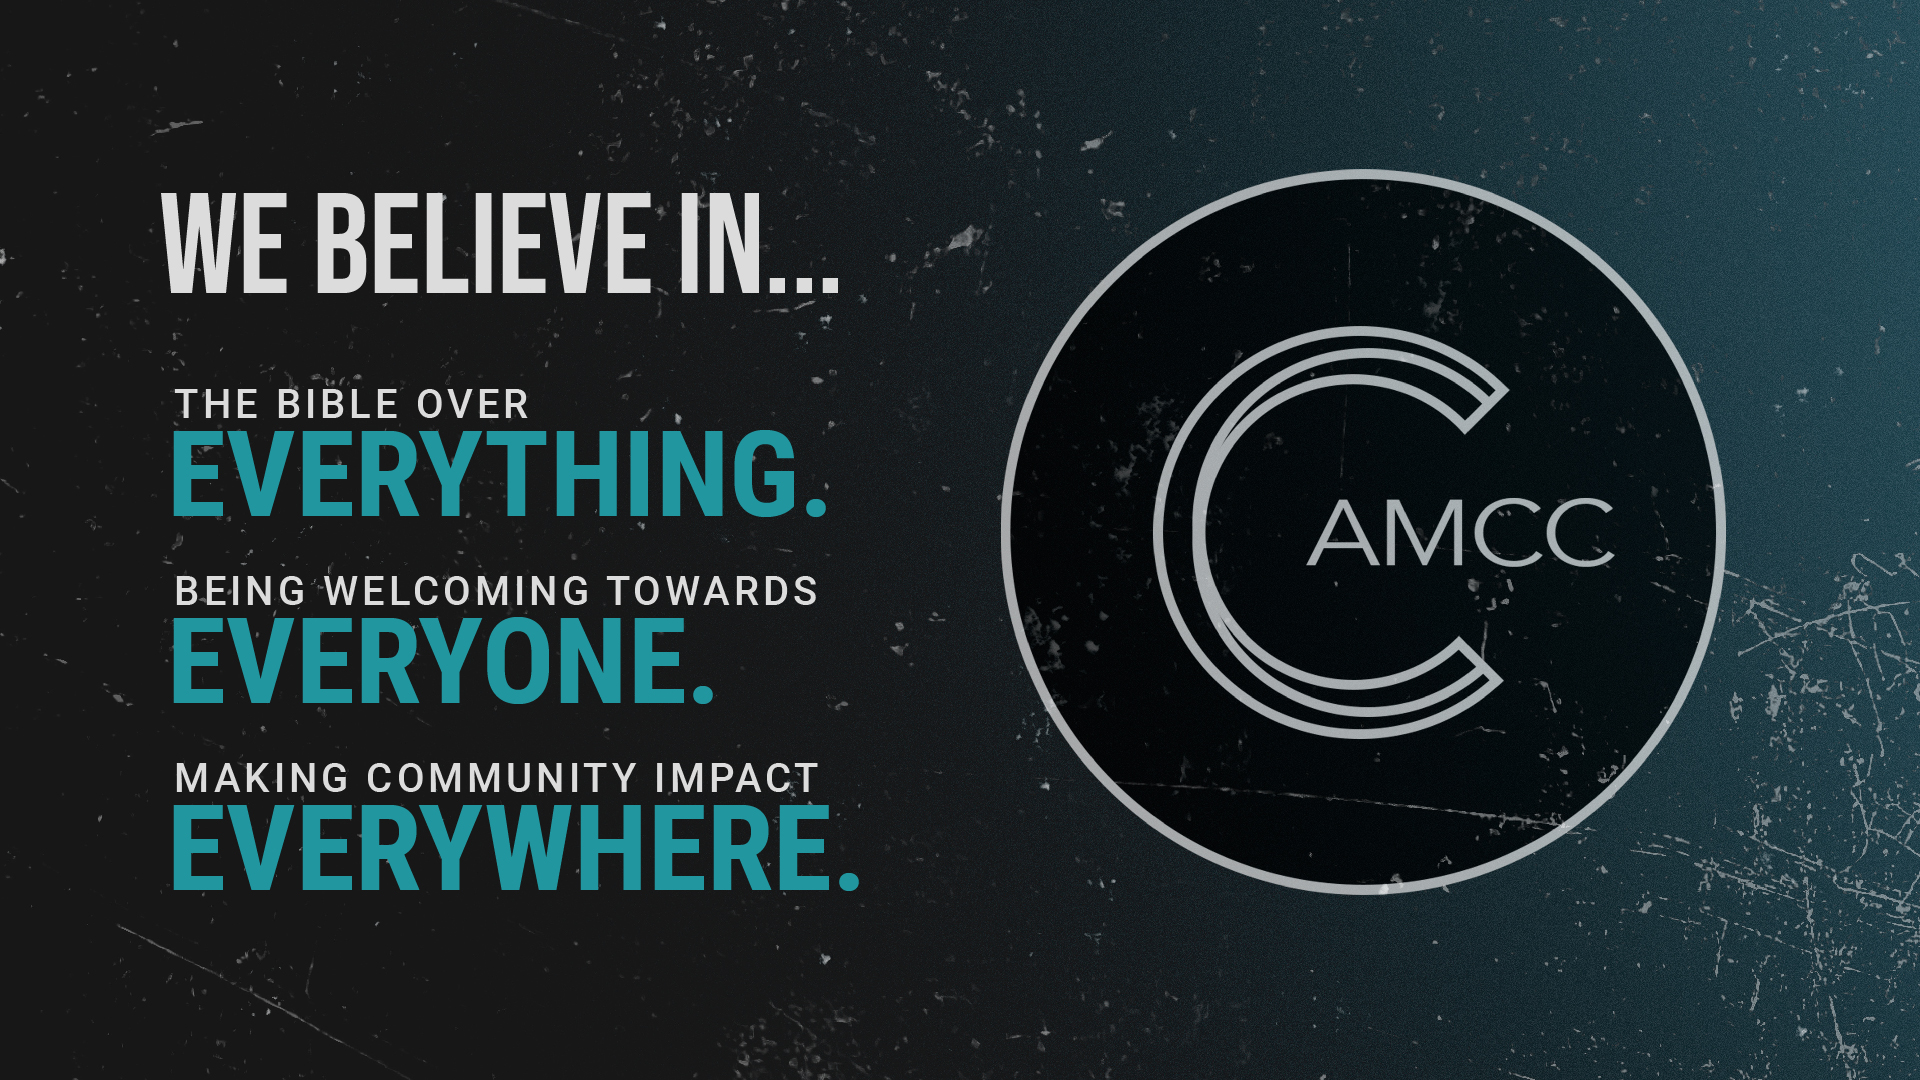 WE BELIEVE IN...
THE BIBLE OVER
EVERYTHING.
BEING WELCOMING TOWARDS
EVERYONE.
MAKING COMMUNITY IMPACT
EVERYWHERE.
AMCC